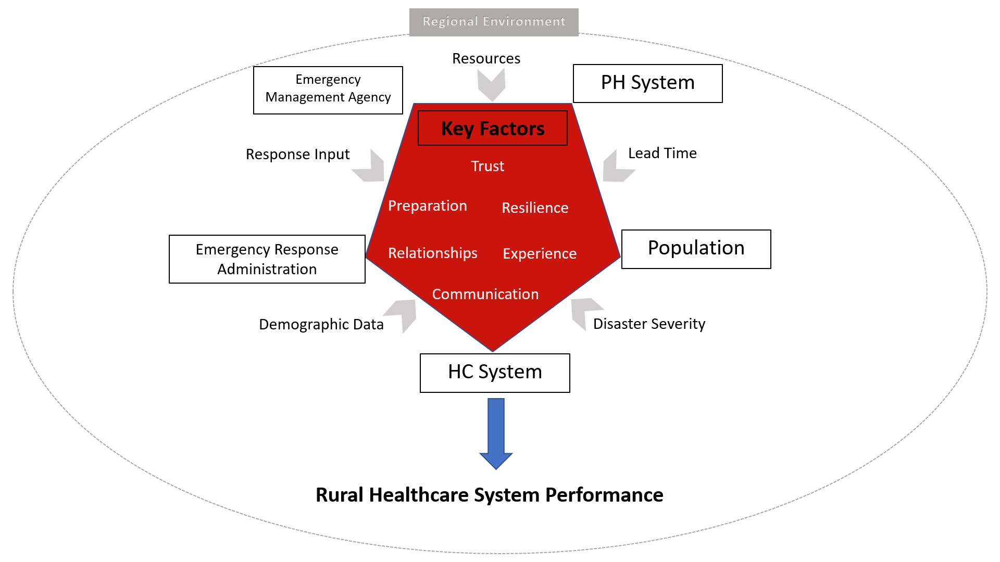 Regional Environment
Resources
Emergency
Management Agency
PH System
Key Factors
Response Input
Lead Time
Trust
Preparation
Resilience
Emergency Response
Administration
Relationships
Experience
Population
Communication
Demographic Data
Disaster Severity
HC System
Rural Healthcare System Performance